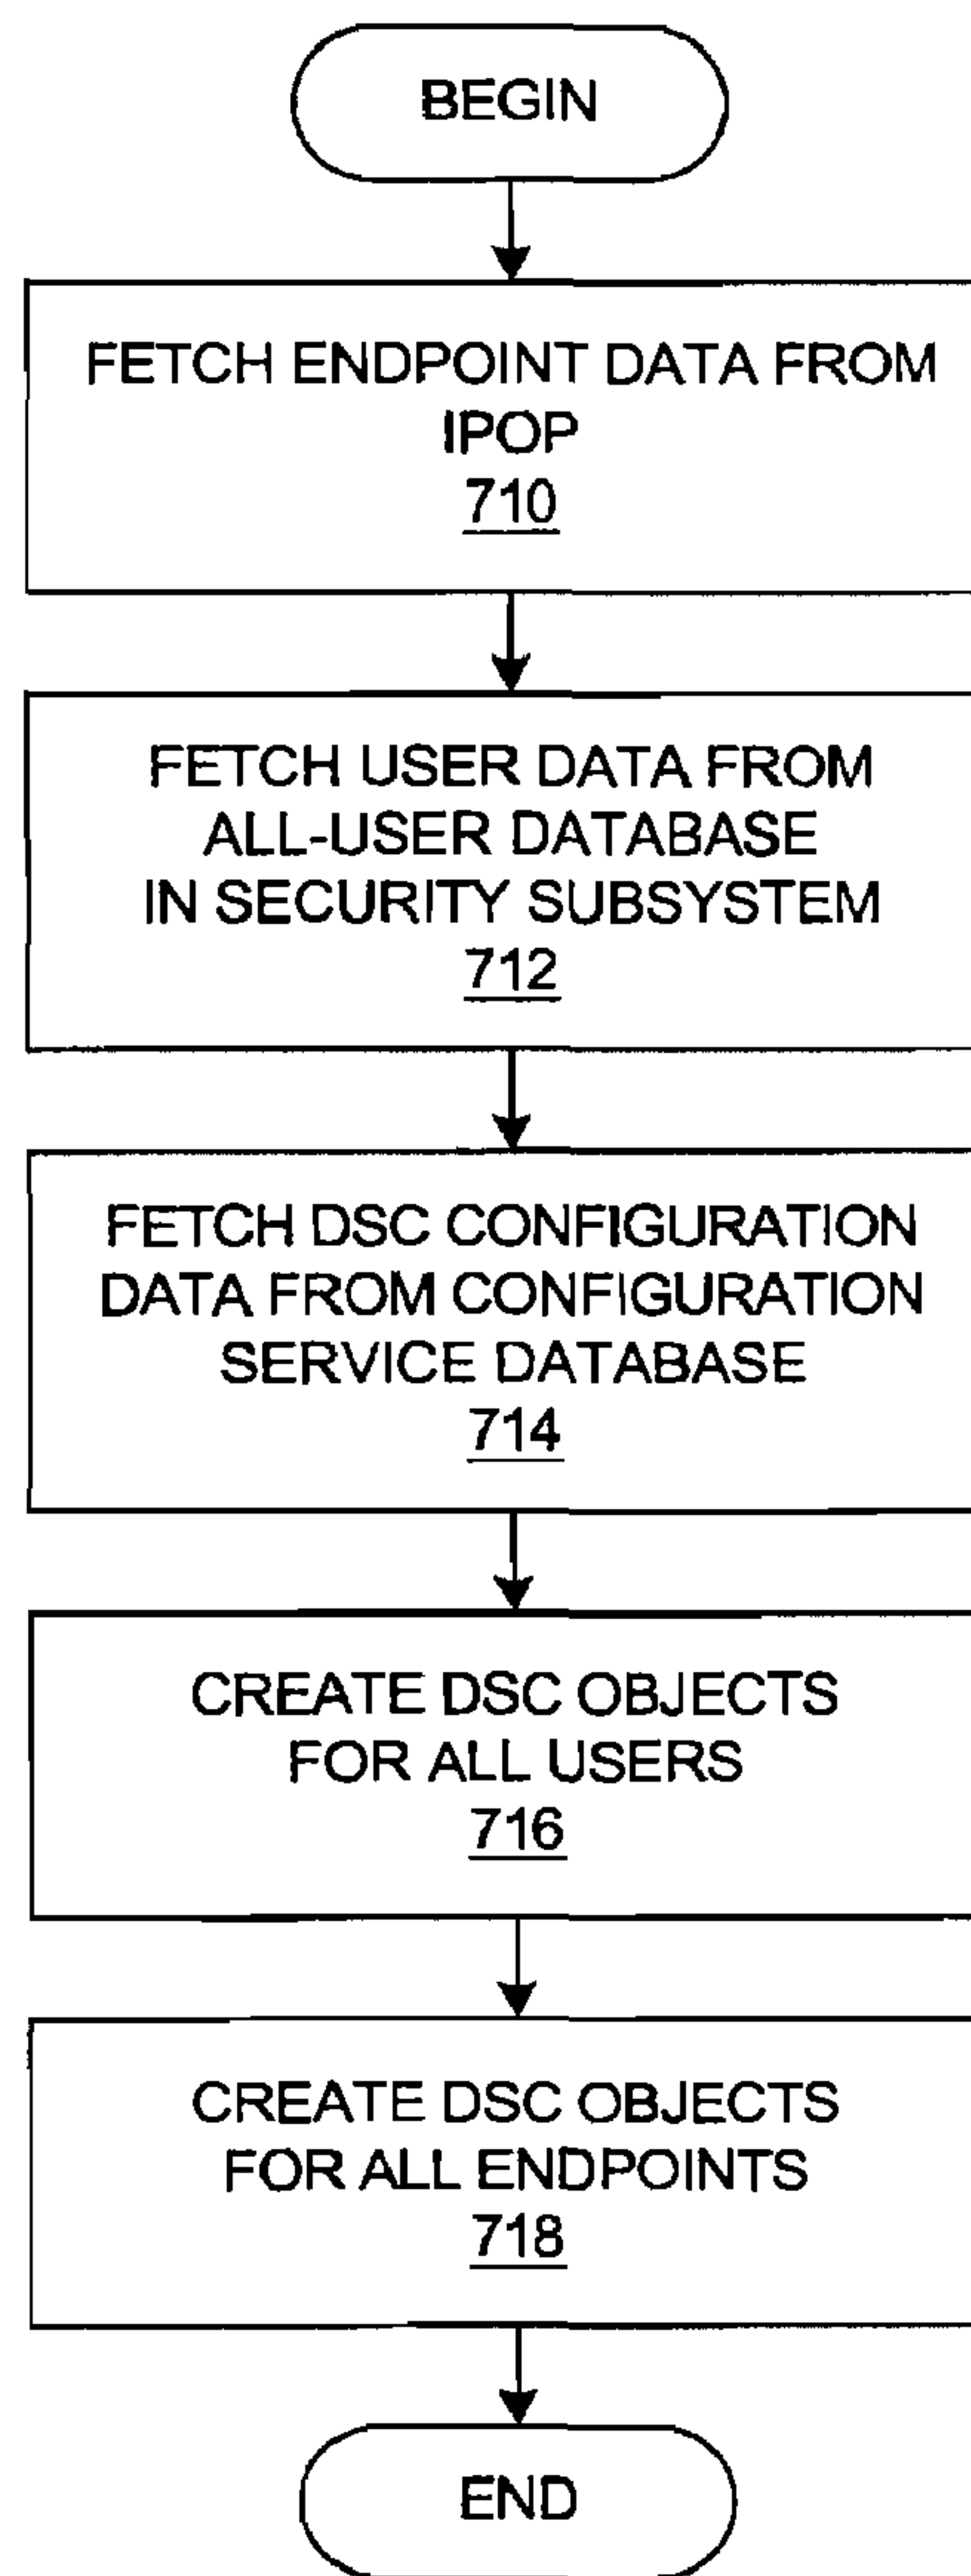 BEGIN
FETCH ENDPOINT DATA FROM
IPOP
710
FETCH USER DATA FROM
ALL-USER DATABASE
IN SECURITY SUBSYSTEM
712
FETCH DSC CONFIGURATION
DATA FROM CONFIGURATION
SERVICE DATABASE
714
CREATE DSC OBJECTS
FOR ALL USERS
716
CREATE DSC OBJECTS
FOR ALL ENDPOINTS
718
END